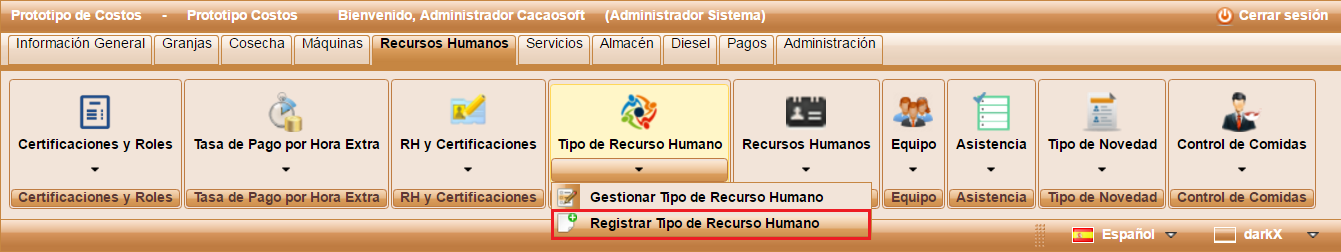 Prototipo de Costos - Prototipo Costos Bienvenido, Administrador Cacaosoft (Administrador Sistema) Cerrar sesión
Información General Granjas Cosecha Máquinas Recursos Humanos Servicios Almacén Diesel Pagos Administración
Certificaciones y Roles Tasa de Pago por Hora Extra RH y Certificaciones Tipo de Recurso Humano Recursos Humanos Equipo Asistencia Tipo de Novedad Control de Comidas
Certificaciones y Roles Tasa de Pago por Hora Extra RH y Certificaciones Equipo Asistencia Tipo de Novedad Control de Comidas
Gestionar Tipo de Recurso Humano
Registrar Tipo de Recurso Humano
Español darkX